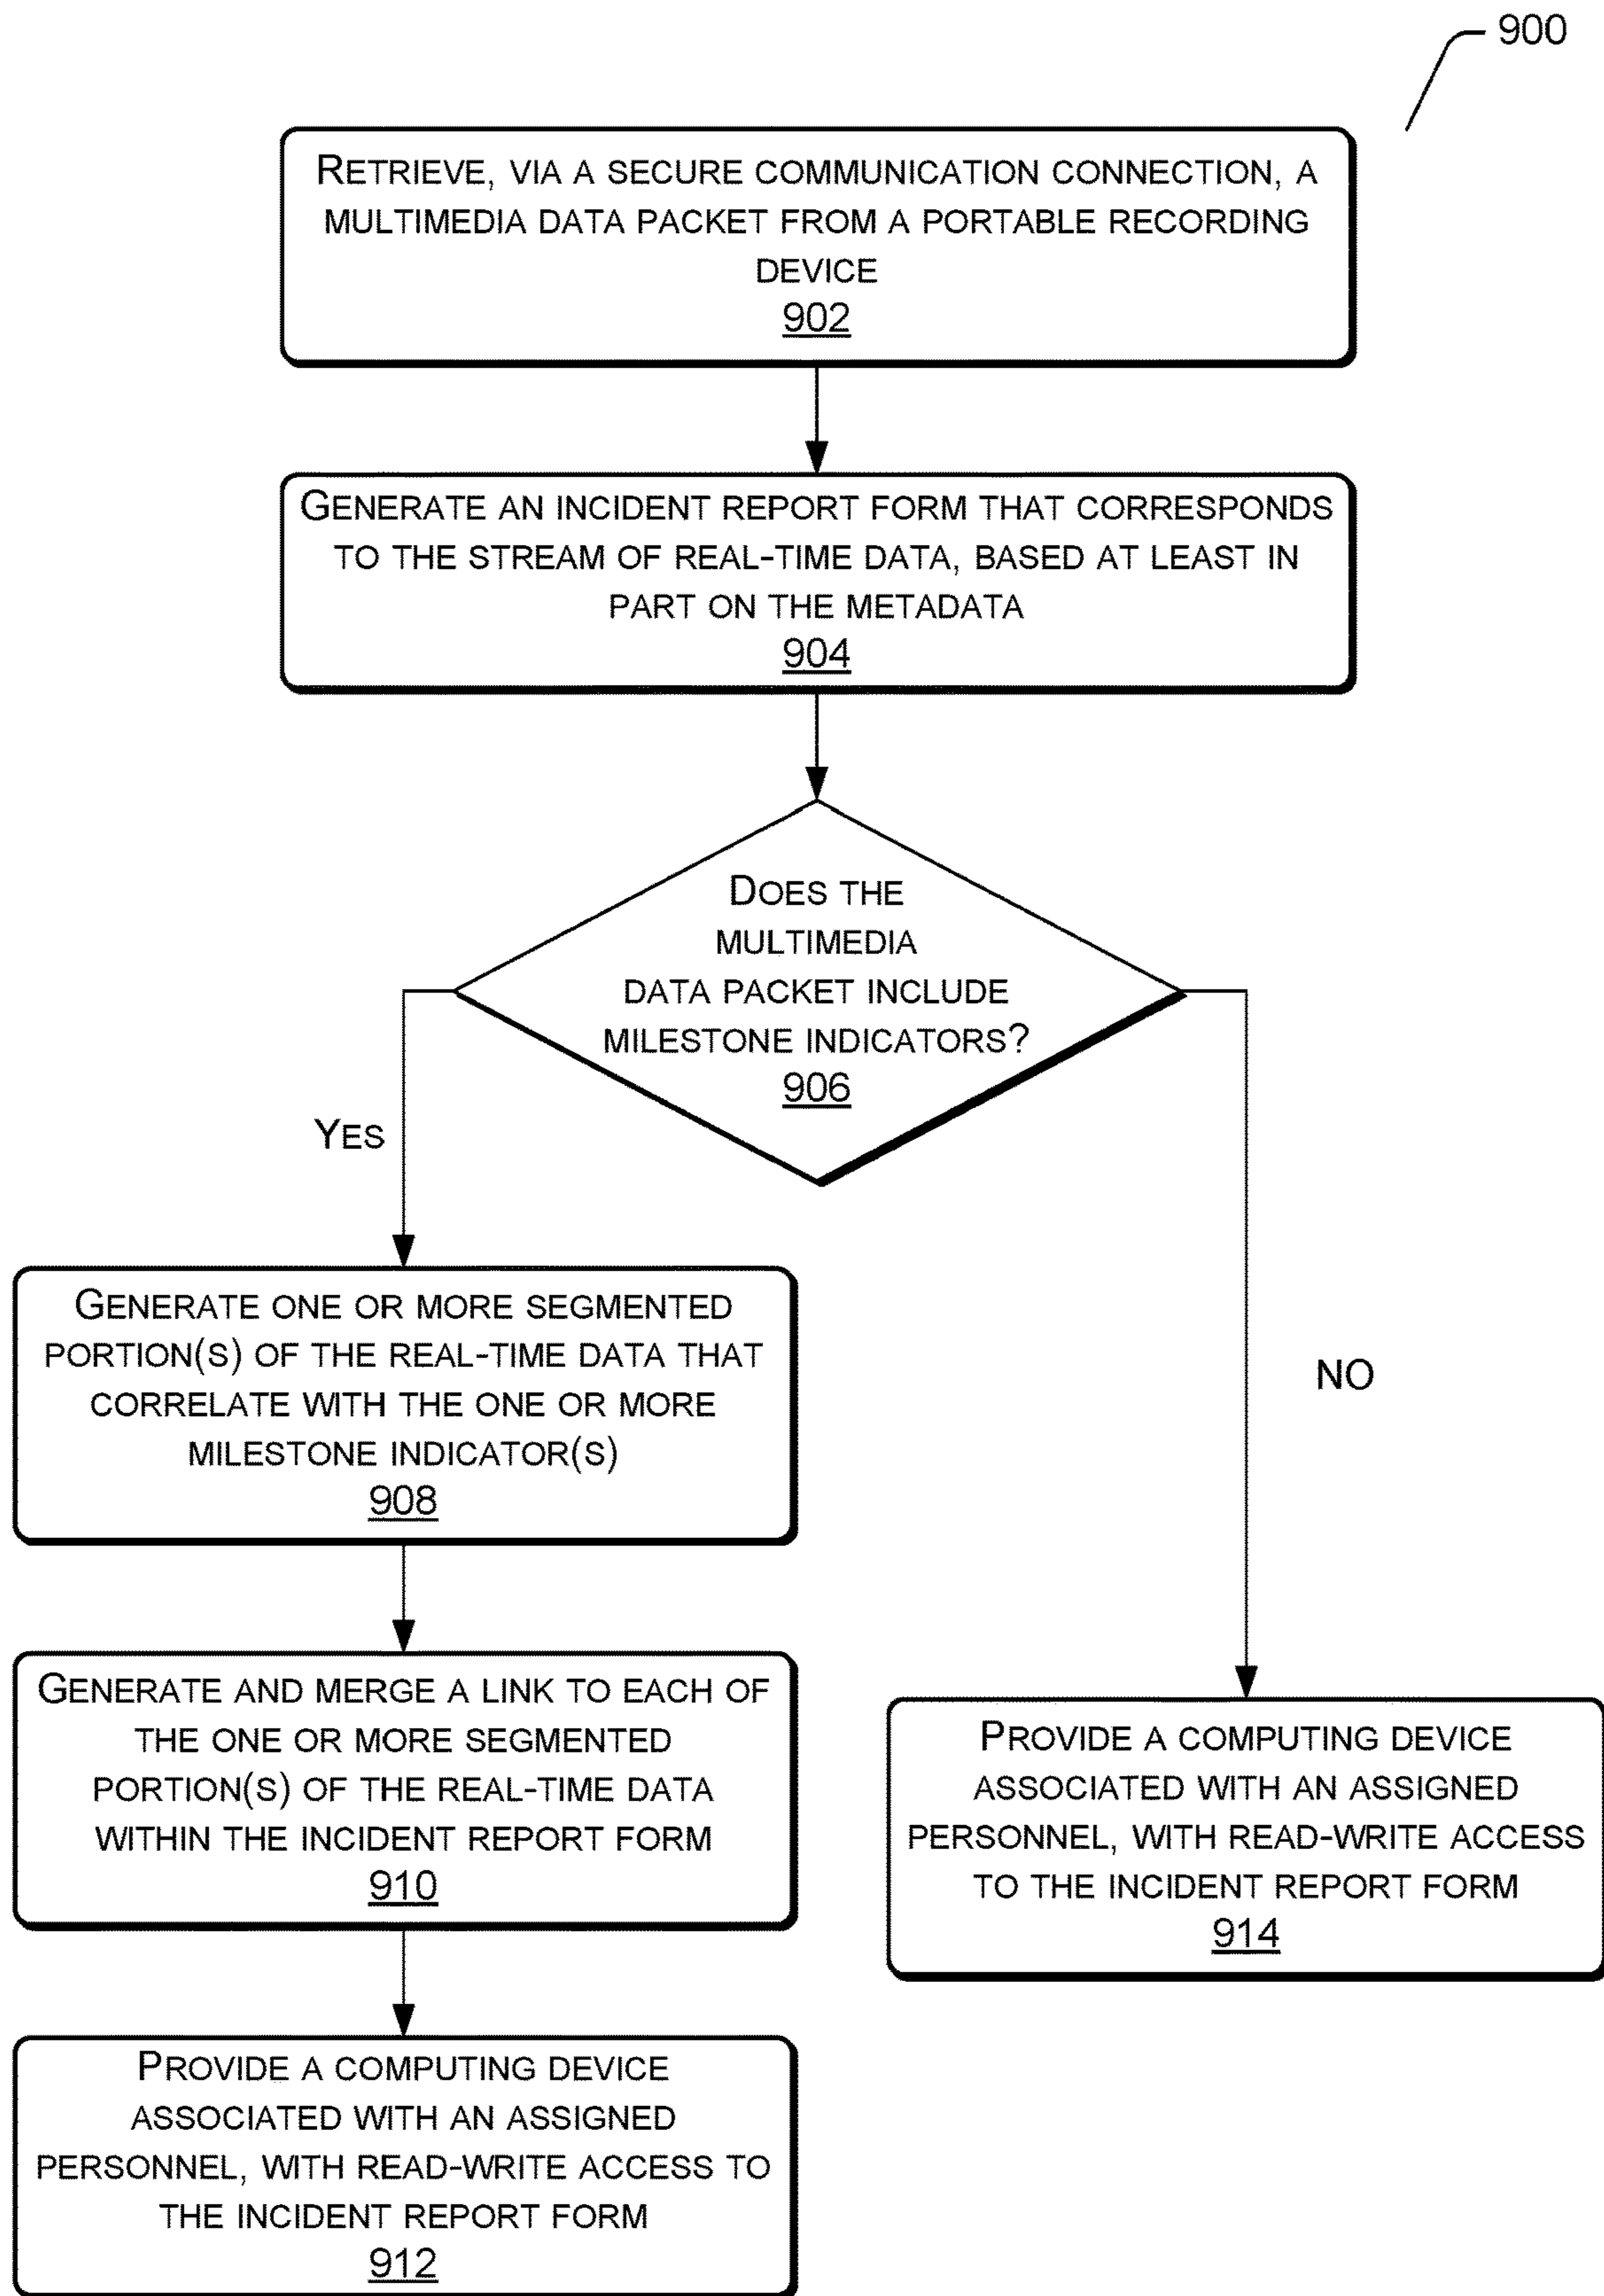 900
RETRIEVE, VIA A SECURE COMMUNICATION CONNECTION, A
MULTIMEDIA DATA PACKET FROM A PORTABLE RECORDING
DEVICE
902
GENERATE AN INCIDENT REPORT FORM THAT CORRESPONDS
TO THE STREAM OF REAL-TIME DATA, BASED AT LEAST IN
PART ON THE METADATA
904
DOES THE
MULTIMEDIA
DATA PACKET INCLUDE
MILESTONE INDICATORS?
906
YES
NO
GENERATE ONE OR MORE SEGMENTED
PORTION(S) OF THE REAL-TIME DATA THAT
CORRELATE WITH THE ONE OR MORE
MILESTONE INDICATOR(S)
908
GENERATE AND MERGE A LINK TO EACH OF
THE ONE OR MORE SEGMENTED
PORTION(S) OF THE REAL-TIME DATA
WITHIN THE INCIDENT REPORT FORM
910
PROVIDE A COMPUTING DEVICE
ASSOCIATED WITH AN ASSIGNED
PERSONNEL, WITH READ-WRITE ACCESS TO
THE INCIDENT REPORT FORM
912
PROVIDE A COMPUTING DEVICE
ASSOCIATED WITH AN ASSIGNED
PERSONNEL, WITH READ-WRITE ACCESS
TO THE INCIDENT REPORT FORM
914